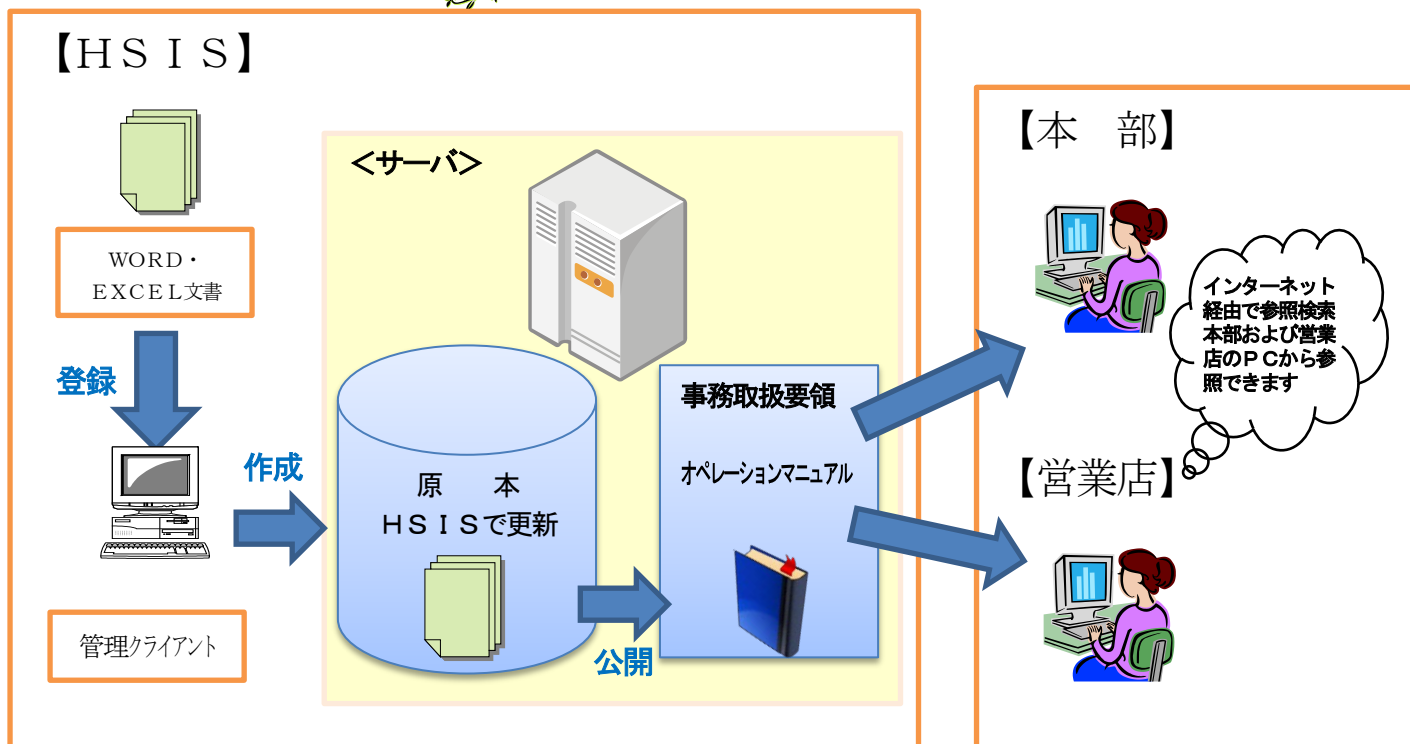 【ＨＳＩＳ】
WORD・
EXCEL文書
登録
管理クライアント
作成
＜サーバ＞
原　本
ＨＳＩＳで更新
公開
事務取扱要領
オペレーションマニュアル
【本　部】
インターネット
経由で参照検索
本部および営業
店のＰＣから参
照できます
【営業店】